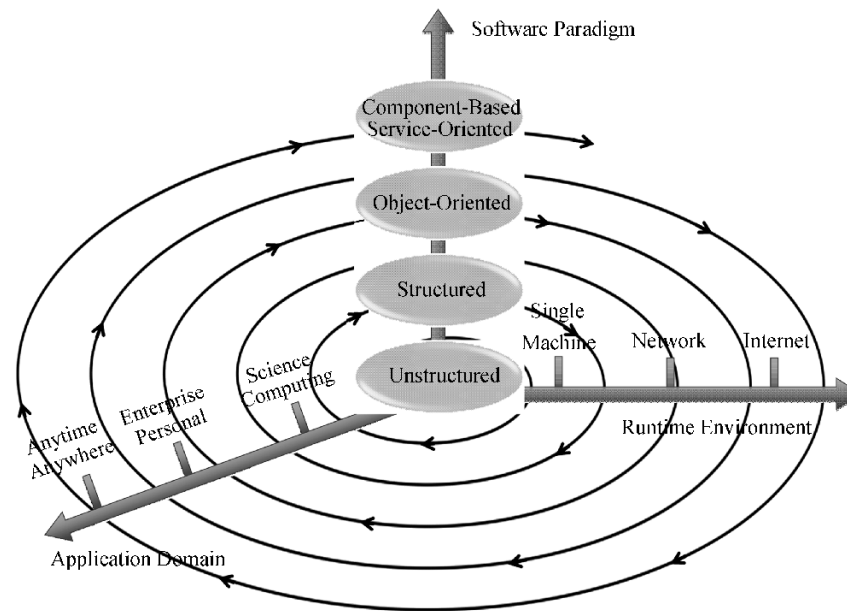 Software Paradigm
Component-Based
Service-Oriented
Object-Oriented
Structured
Unstructured
Single
Machine
Network
Internet
Runtime Environment
Science
Computing
Enterprise
Personal
Anytime
Anywhere
Application Domain